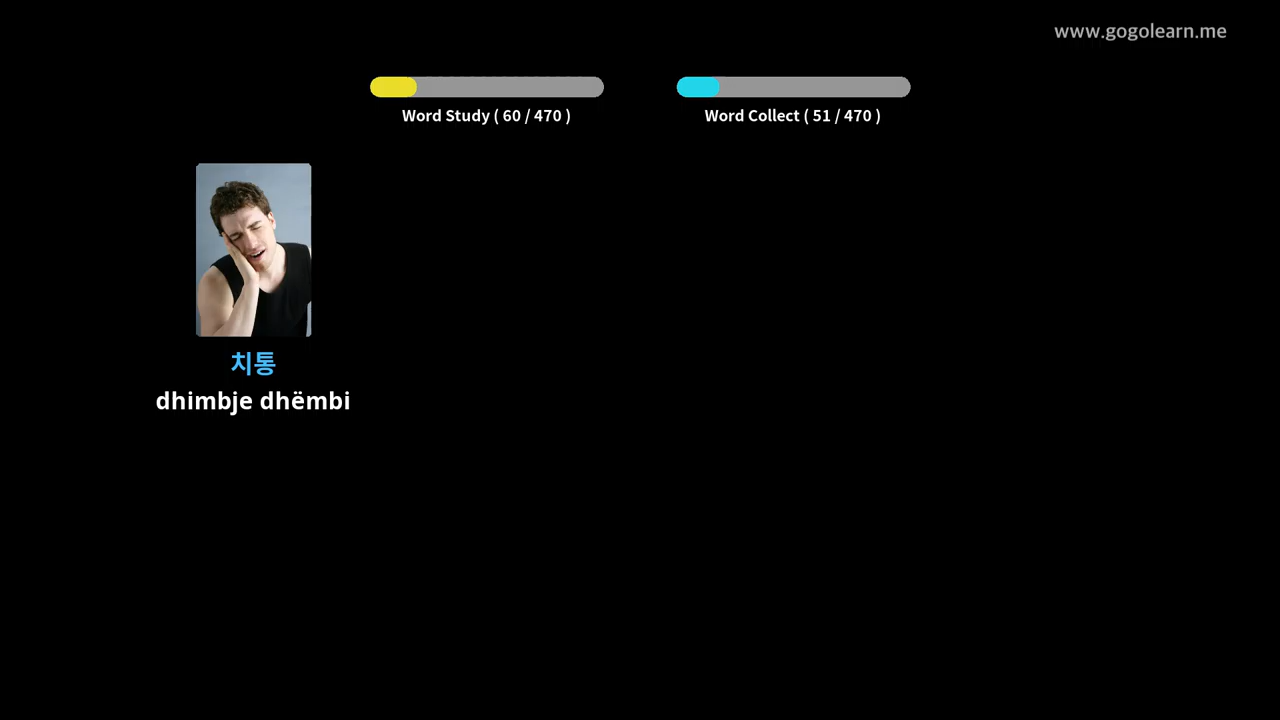 www.gogolearn.me
Word Study ( 60 / 470 )
Word Collect ( 51 / 470 )
치통
dhimbje dhëmbi